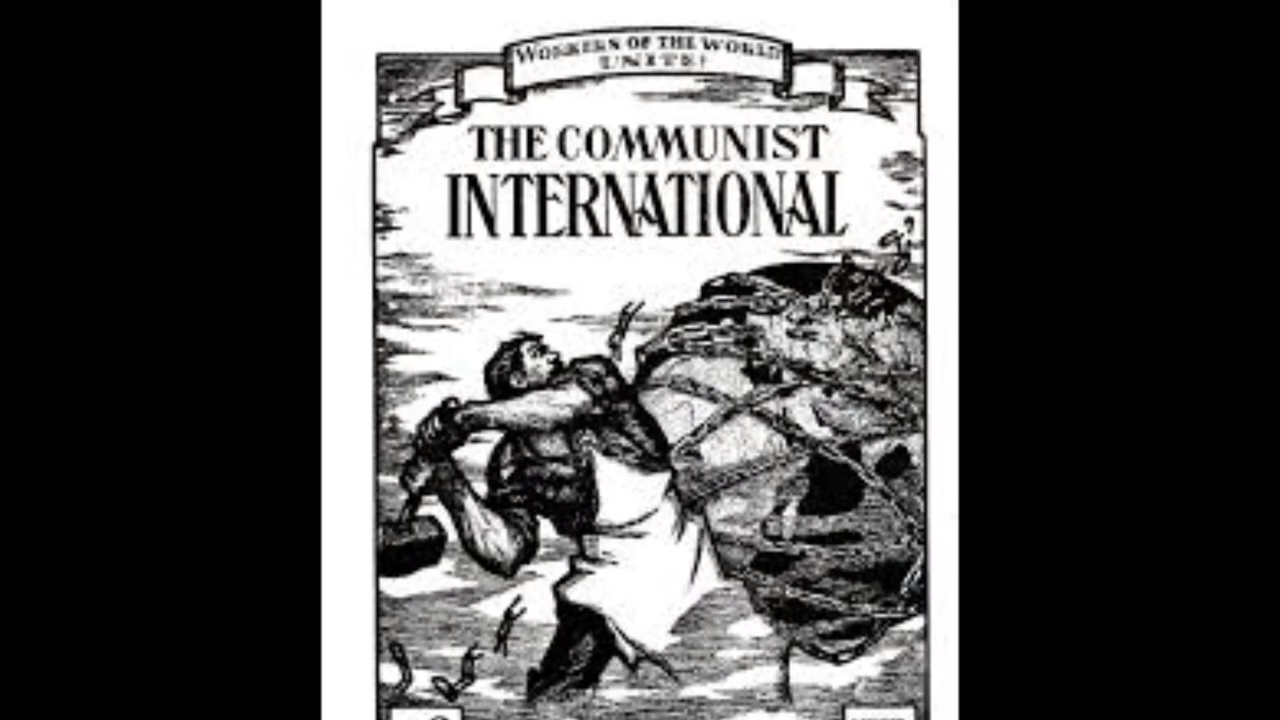 WORKERS OF THE WORLD
UNITE!
THE COMMUNIST
INTERNATIONAL